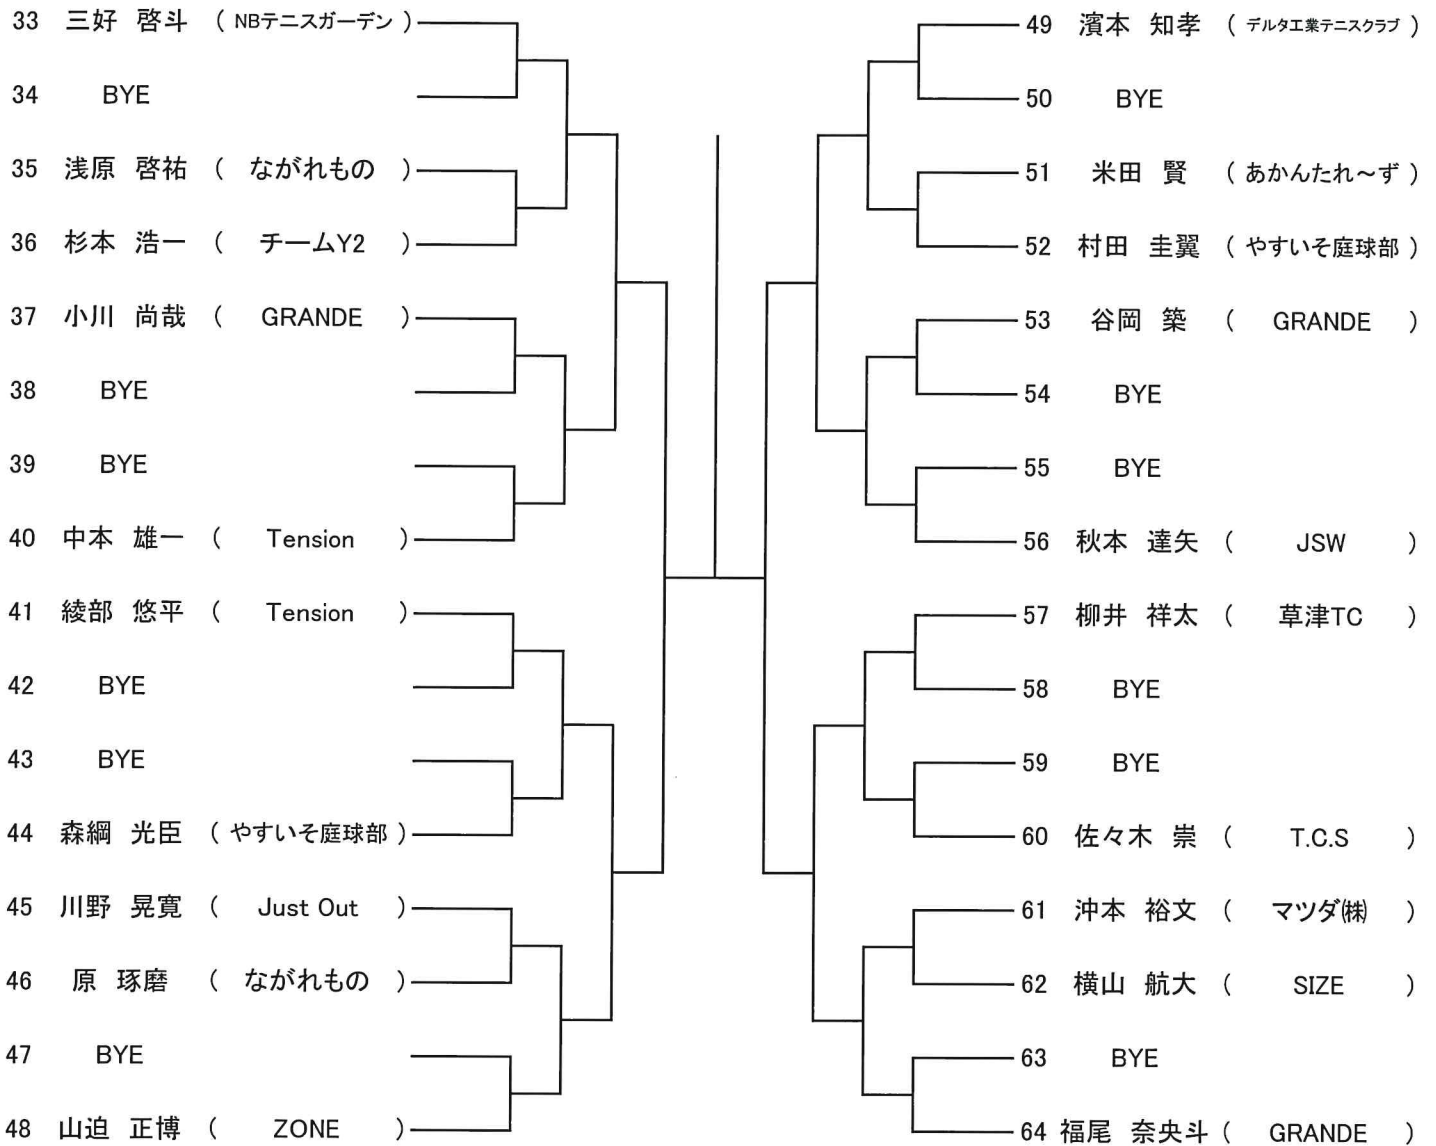 33 三好 啓斗 ( NBテニスガーデン )
34 BYE
35 浅原 啓祐 ( ながれもの )
36 杉本 浩一 ( チームY2 )
37 小川 尚哉 ( GRANDE )
38 BYE
39 BYE
40 中本 雄一 ( Tension )
41 綾部 悠平 ( Tension )
42 BYE
43 BYE
44 森綱 光臣 ( やすいそ庭球部 )
45 川野 晃寛 ( Just Out )
46 原 琢磨 ( ながれもの )
47 BYE
48 山迫 正博 ( ZONE )
49 濱本 知孝 ( デルタ工業テニスクラブ )
50 BYE
51 米田 賢 ( あかんたれ～ず )
52 村田 圭翼 ( やすいそ庭球部 )
53 谷岡 築 ( GRANDE )
54 BYE
55 BYE
56 秋本 達矢 ( JSW )
57 柳井 祥太 ( 草津TC )
58 BYE
59 BYE
60 佐々木 崇 ( T.C.S )
61 沖本 裕文 ( マツダ㈱ )
62 横山 航大 ( SIZE )
63 BYE
64 福尾 奈央斗 ( GRANDE )